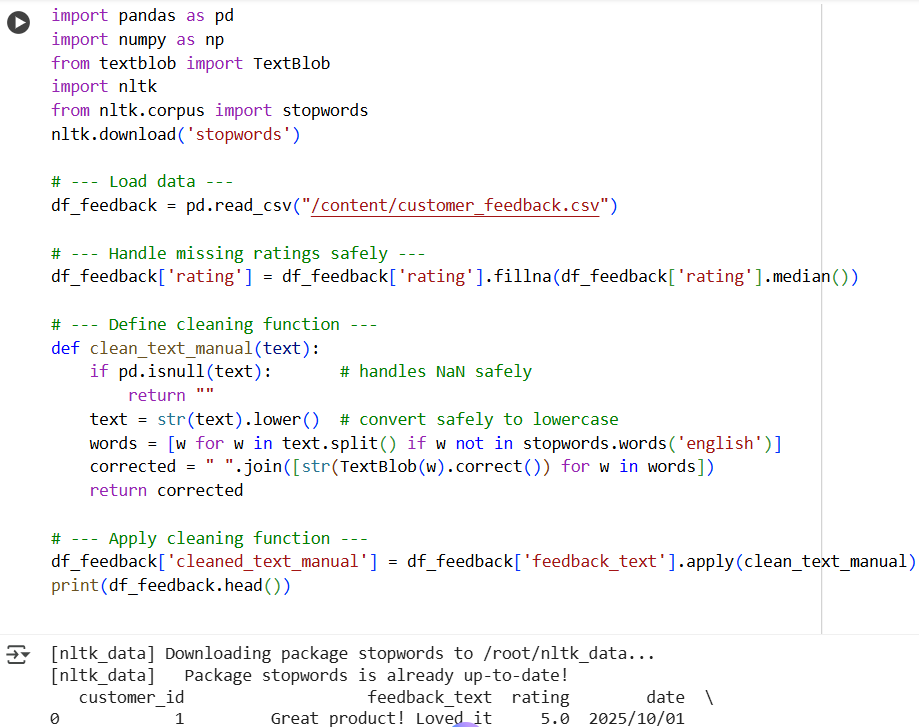 import pandas as pd
import numpy as np
from textblob import TextBlob
import nltk
from nltk.corpus import stopwords
nltk.download('stopwords')
# --- Load data ---
df_feedback = pd.read_csv("/content/customer_feedback.csv")
# --- Handle missing ratings safely ---
df_feedback['rating'] = df_feedback['rating'].fillna(df_feedback['rating'].median())
# --- Define cleaning function ---
def clean_text_manual(text):
    if pd.isnull(text):       # handles NaN safely
        return ""
    text = str(text).lower()  # convert safely to lowercase
    words = [w for w in text.split() if w not in stopwords.words('english')]
    corrected = " ".join([str(TextBlob(w).correct()) for w in words])
    return corrected
# --- Apply cleaning function ---
df_feedback['cleaned_text_manual'] = df_feedback['feedback_text'].apply(clean_text_manual)
print(df_feedback.head())
[nltk_data] Downloading package stopwords to /root/nltk_data...
[nltk_data]   Package stopwords is already up-to-date!
   customer_id                   feedback_text  rating        date  \
0            1         Great product! Loved it     5.0  2025/10/01